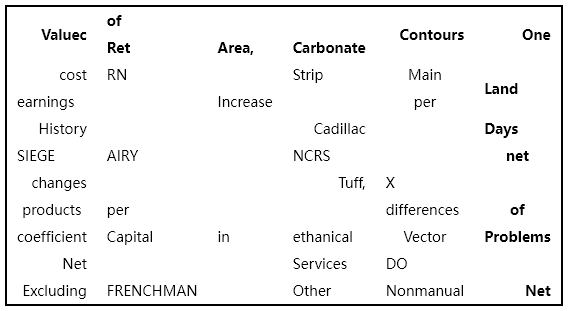 Valuec of Ret Area, Carbonate Contours One
cost RN Strip Main Land
earnings Increase per
History Cadillac Days
SIEGE AIRY NCRS net
changes Tuff, X
products per differences of
coefficient Capital in ethanical Vector Problems
Net Services DO
Excluding FRENCHMAN Other Nonmanual Net